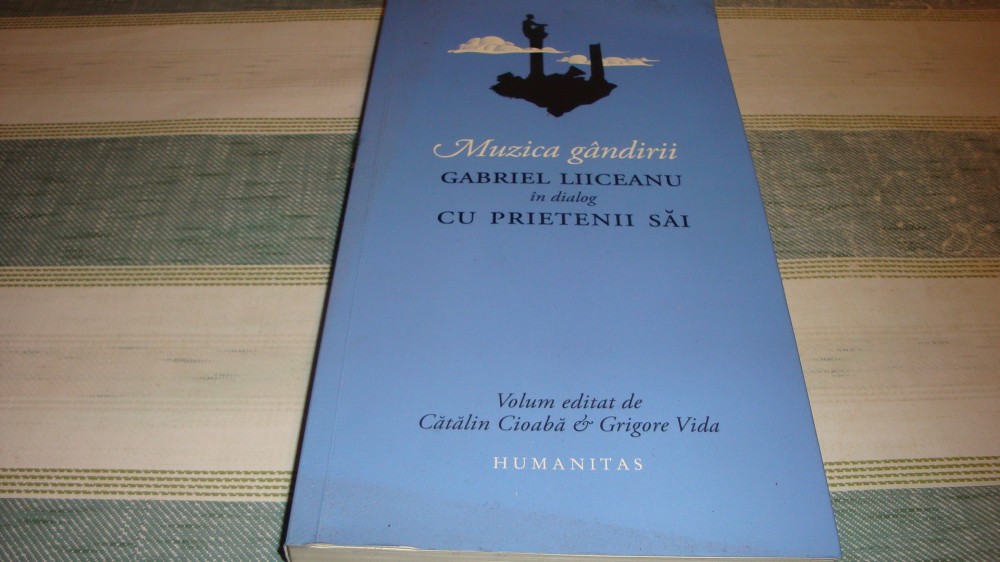 Muzica gândirii
GABRIEL LIICEANU
în dialog
CU PRIETENII SĂI
Volum editat de
Cătălin Cioabă & Grigore Vida
HUMANITAS